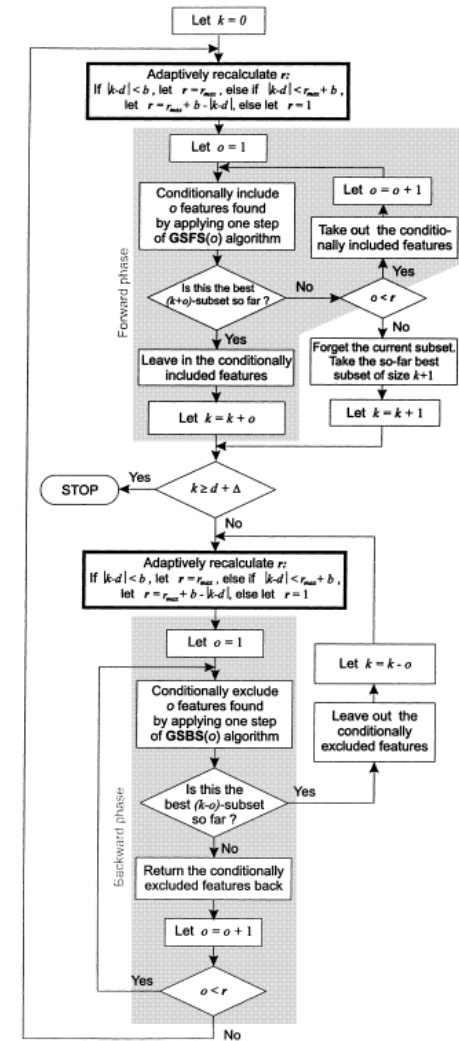 Let k=0
Adaptively recalculate r:
If |k-d|<b, let r=rmax, else if |k-d|<rmax+b,
let r=rmax+b-|k-d|, else let r=1
Let o=1
Conditionally include
o features found
by applying one step
of GSFS(o) algorithm
Let o=o+1
Take out the conditio-
nally included features
Yes
Is this the best
(k+o)-subset so far ?
No
o<r
Yes
No
Leave in the conditionally
included features
Forget the current subset.
Take the so-far best
subset of size k+1
Let k=k+o
Let k=k+1
Forward phase
STOP
Yes
k≥d+Δ
No
Adaptively recalculate r:
If |k-d|<b, let r=rmax, else if |k-d|<rmax+b,
let r=rmax+b-|k-d|, else let r=1
Let o=1
Let k=k-o
Conditionally exclude
o features found
by applying one step
of GSBS(o) algorithm
Leave out the
conditionally
excluded features
Is this the
best (k-o)-subset
so far ?
Yes
No
Return the conditionally
excluded features back
Let o=o+1
Yes
o<r
No
Backward phase